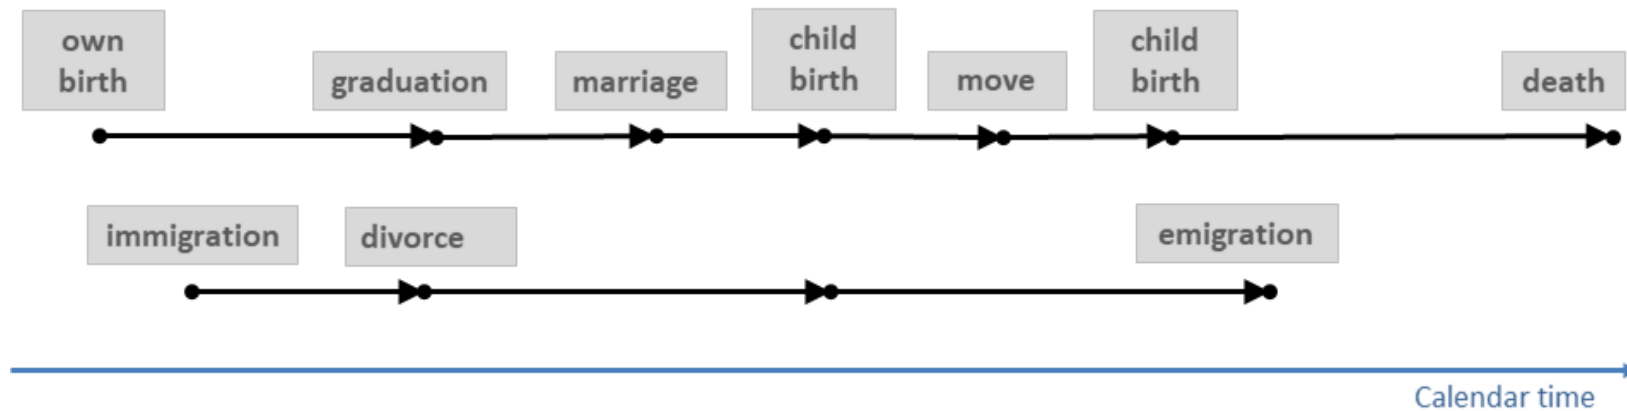 own
birth
graduation
marriage
child
birth
move
child
birth
death
immigration
divorce
emigration
Calendar time